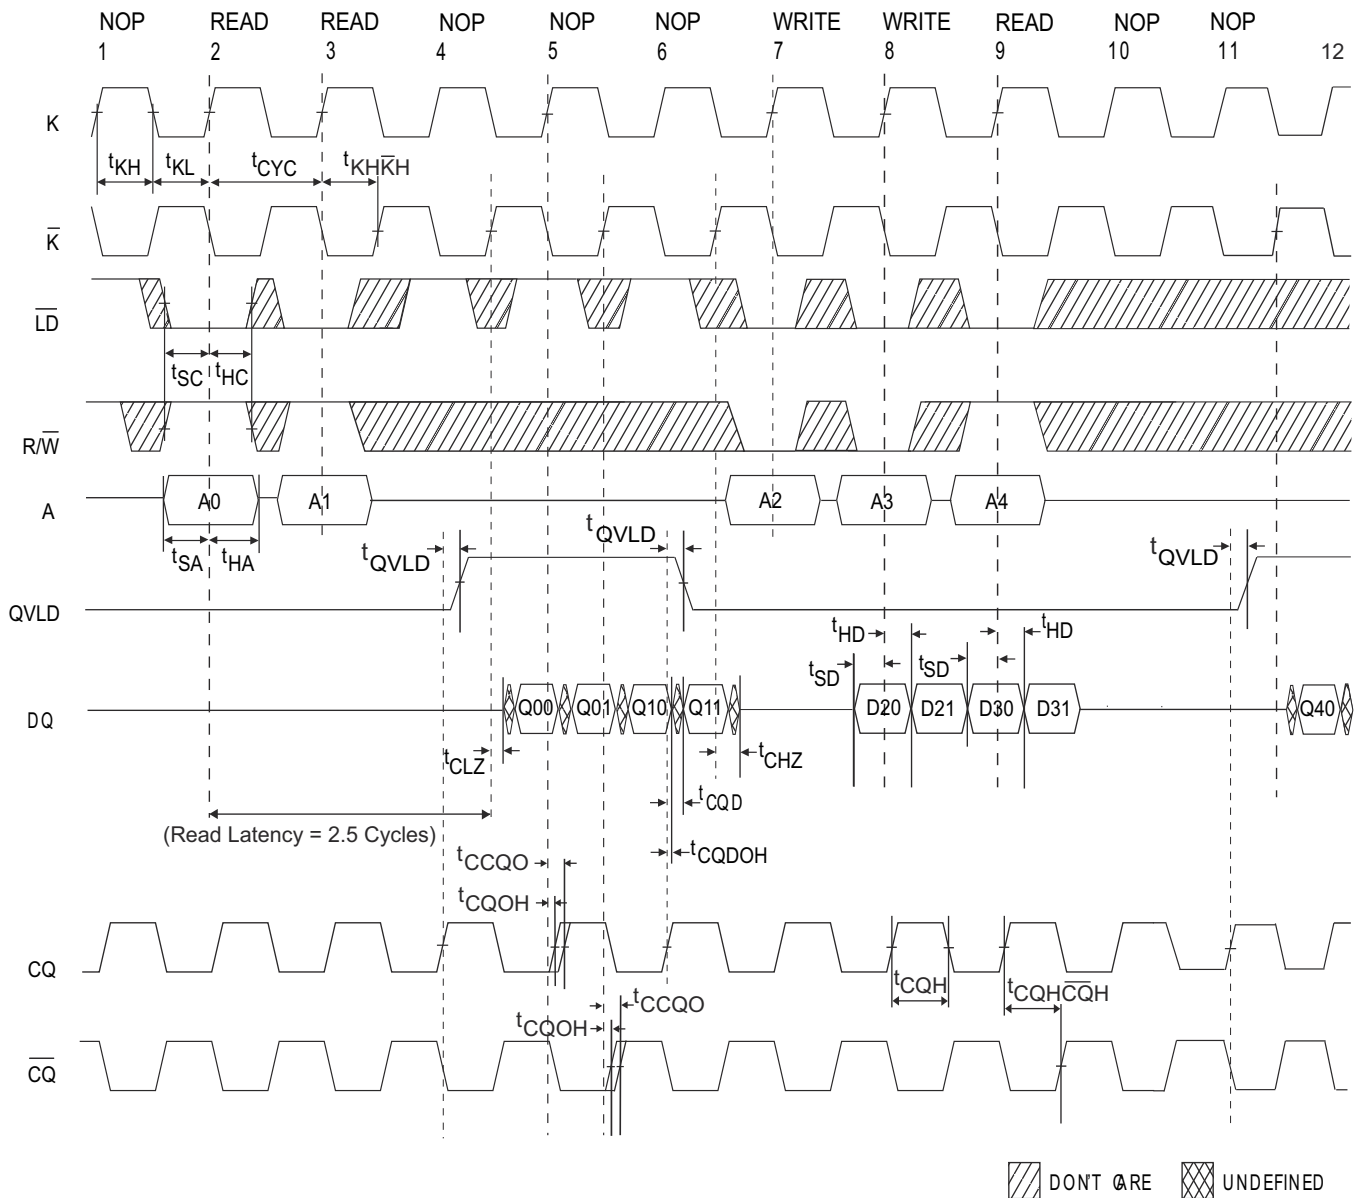 NOP READ READ NOP NOP NOP WRITE WRITE READ NOP NOP
1 2 3 4 5 6 7 8 9 10 11 12
K
tKH tKL tCYC tKHK̅H
K̅
L̅D̅
tSC tHC
R/W̅
A A0 A1 A2 A3 A4
tSA tHA tQVLD tQVLD tQVLD
QVLD
tHD tHD
tSD tSD
DQ Q00 Q01 Q10 Q11 D20 D21 D30 D31 Q40
tCLZ tCHZ
tCQD
(Read Latency = 2.5 Cycles)
tCQDOH
tCCQO
tCQOH
CQ
tCQH tCQHC̅Q̅H
tCCQO
tCQOH
C̅Q̅
DON'T CARE UNDEFINED